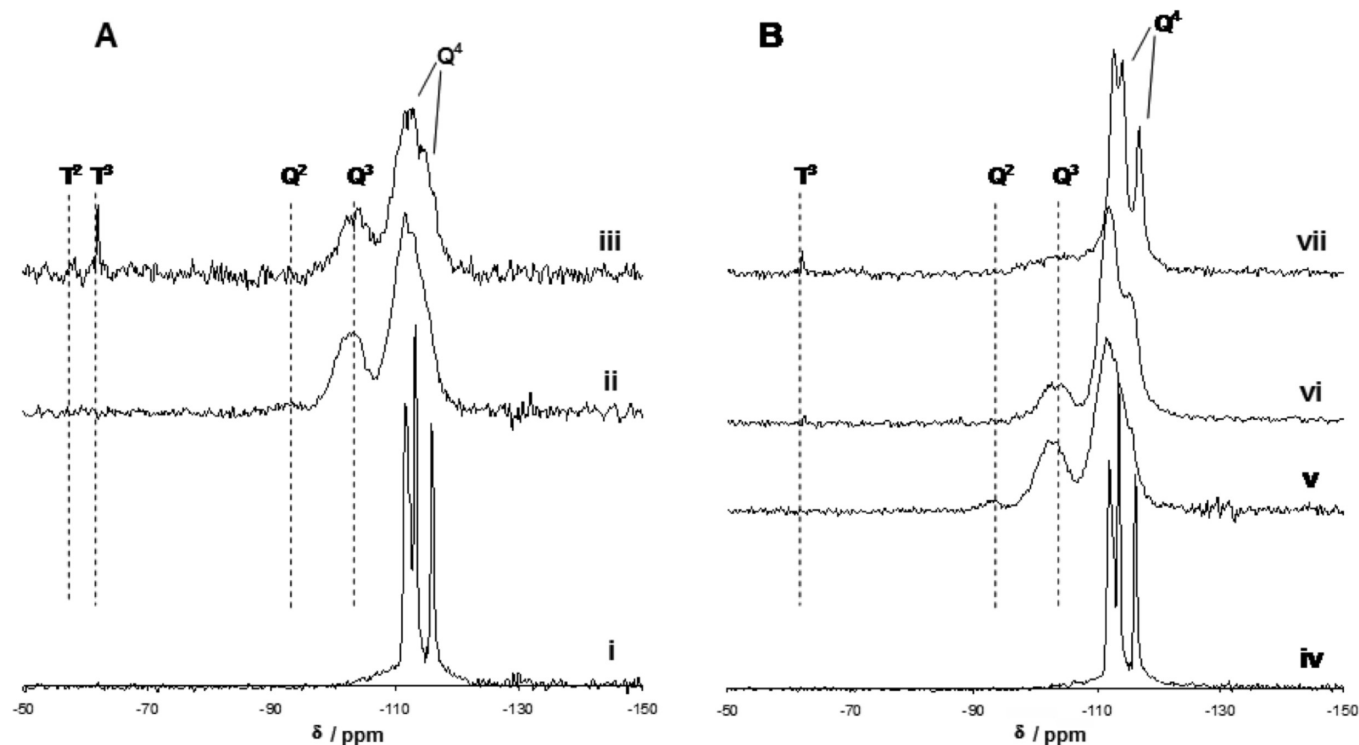 A
Q⁴
T² T³ Q² Q³
iii
ii
i
-50 -70 -90 -110 -130 -150
δ / ppm
B
Q⁴
T³ Q² Q³
vii
vi
v
iv
-50 -70 -90 -110 -130 -150
δ / ppm